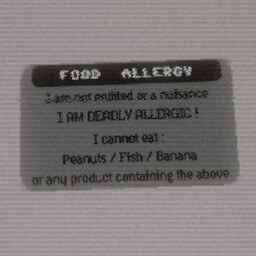 FOOD ALLERGY
I am not entitled or a nuisance
I AM DEADLY ALLERGIC !
I cannot eat :
Peanuts / Fish / Banana
or any product containing the above